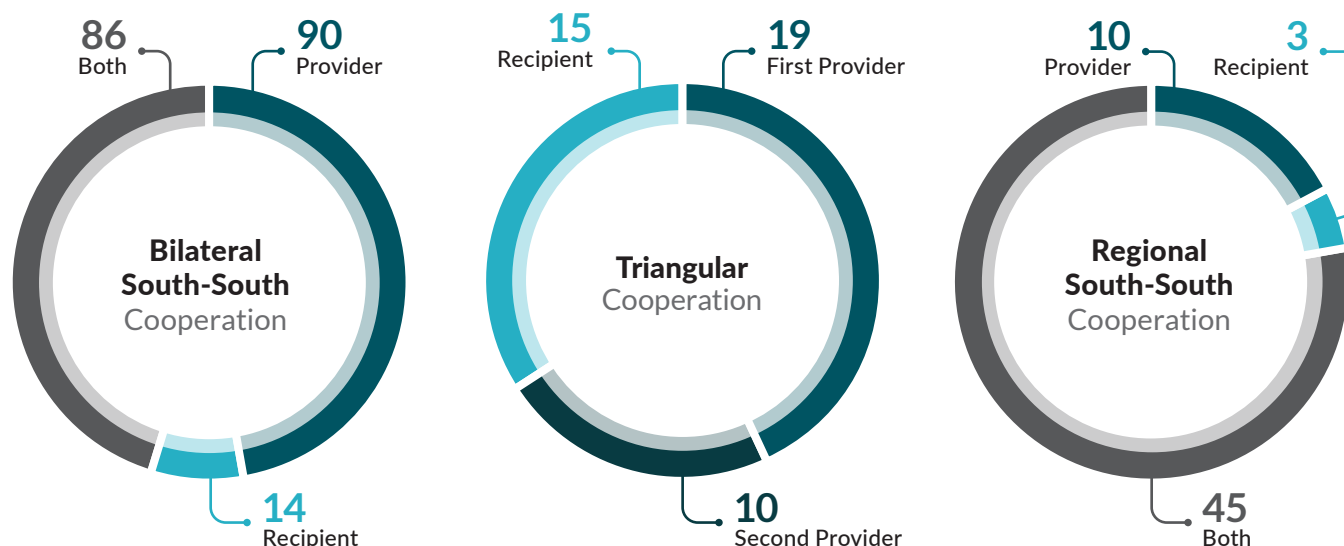 86
Both
90
Provider
Bilateral
South-South
Cooperation
14
Recipient
15
Recipient
19
First Provider
Triangular
Cooperation
10
Second Provider
10
Provider
3
Recipient
Regional
South-South
Cooperation
45
Both